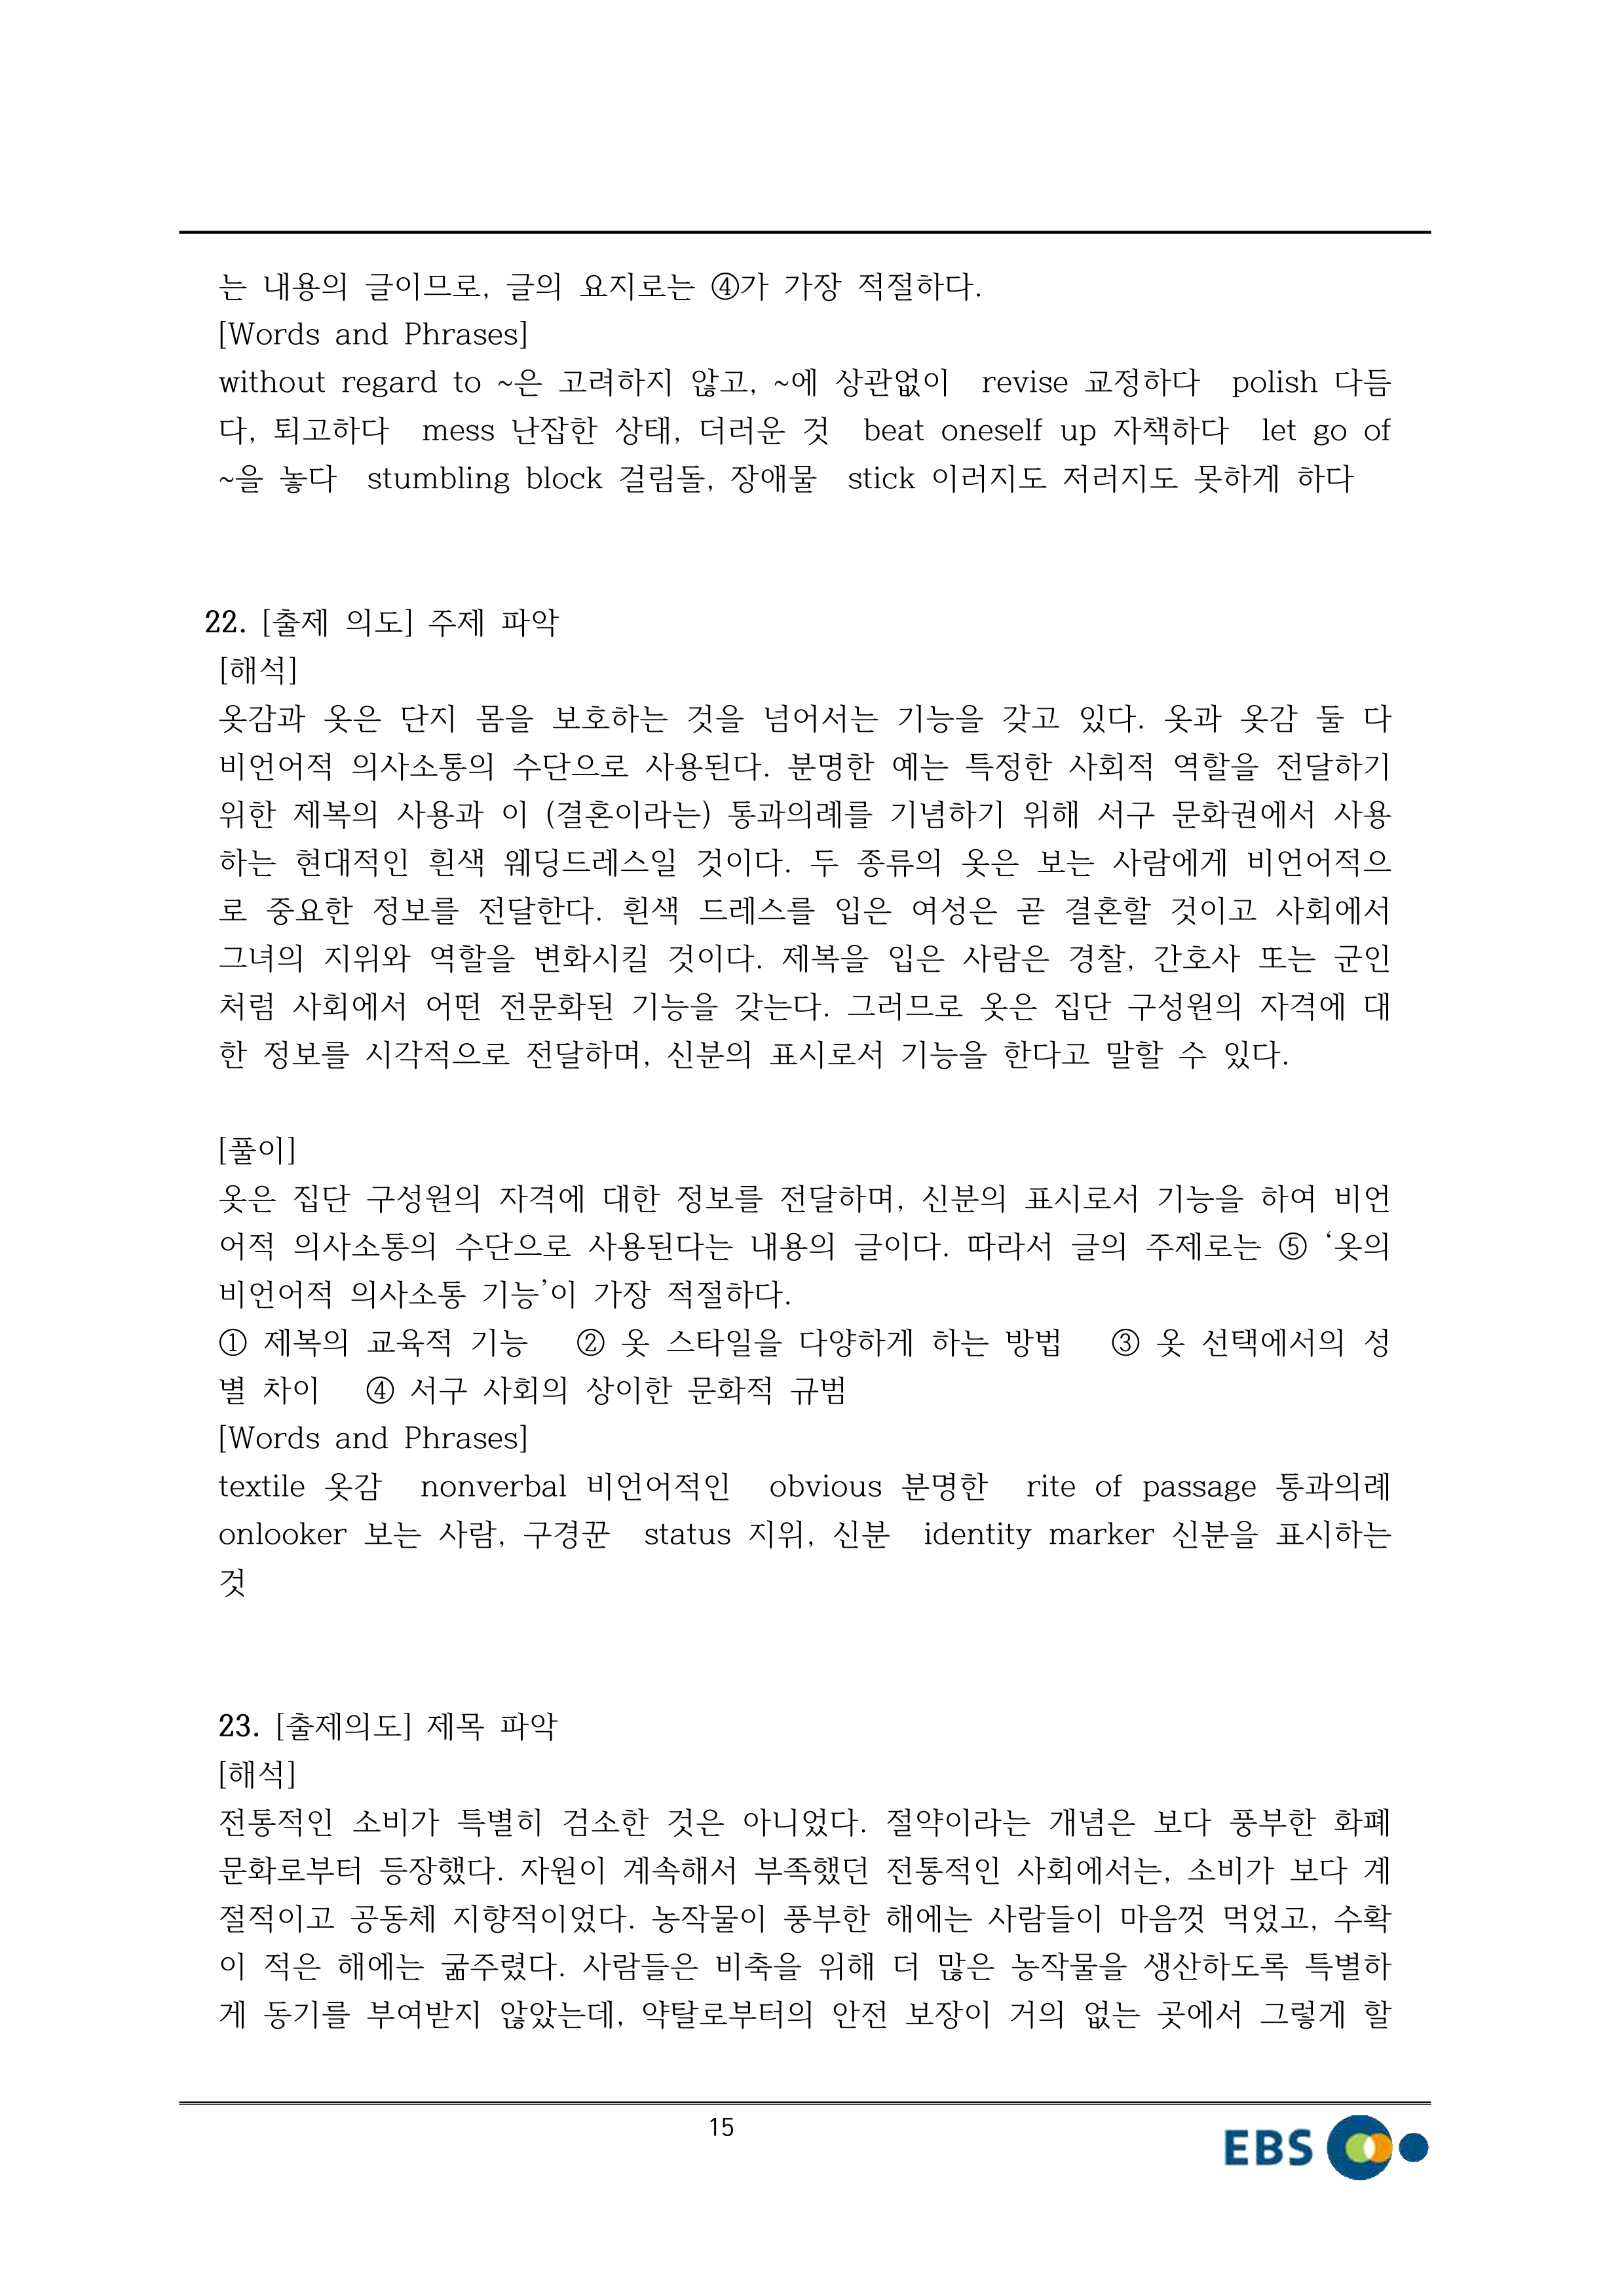 는 내용의 글이므로, 글의 요지로는 ④가 가장 적절하다.
[Words and Phrases]
without regard to ~은 고려하지 않고, ~에 상관없이 revise 교정하다 polish 다듬
다, 퇴고하다 mess 난잡한 상태, 더러운 것 beat oneself up 자책하다 let go of
~을 놓다 stumbling block 걸림돌, 장애물 stick 이러지도 저러지도 못하게 하다
22. [출제 의도] 주제 파악
[해석]
옷감과 옷은 단지 몸을 보호하는 것을 넘어서는 기능을 갖고 있다. 옷과 옷감 둘 다
비언어적 의사소통의 수단으로 사용된다. 분명한 예는 특정한 사회적 역할을 전달하기
위한 제복의 사용과 이 (결혼이라는) 통과의례를 기념하기 위해 서구 문화권에서 사용
하는 현대적인 흰색 웨딩드레스일 것이다. 두 종류의 옷은 보는 사람에게 비언어적으
로 중요한 정보를 전달한다. 흰색 드레스를 입은 여성은 곧 결혼할 것이고 사회에서
그녀의 지위와 역할을 변화시킬 것이다. 제복을 입은 사람은 경찰, 간호사 또는 군인
처럼 사회에서 어떤 전문화된 기능을 갖는다. 그러므로 옷은 집단 구성원의 자격에 대
한 정보를 시각적으로 전달하며, 신분의 표시로서 기능을 한다고 말할 수 있다.
[풀이]
옷은 집단 구성원의 자격에 대한 정보를 전달하며, 신분의 표시로서 기능을 하여 비언
어적 의사소통의 수단으로 사용된다는 내용의 글이다. 따라서 글의 주제로는 ⑤ ‘옷의
비언어적 의사소통 기능’이 가장 적절하다.
① 제복의 교육적 기능 ② 옷 스타일을 다양하게 하는 방법 ③ 옷 선택에서의 성
별 차이 ④ 서구 사회의 상이한 문화적 규범
[Words and Phrases]
textile 옷감 nonverbal 비언어적인 obvious 분명한 rite of passage 통과의례
onlooker 보는 사람, 구경꾼 status 지위, 신분 identity marker 신분을 표시하는
것
23. [출제의도] 제목 파악
[해석]
전통적인 소비가 특별히 검소한 것은 아니었다. 절약이라는 개념은 보다 풍부한 화폐
문화로부터 등장했다. 자원이 계속해서 부족했던 전통적인 사회에서는, 소비가 보다 계
절적이고 공동체 지향적이었다. 농작물이 풍부한 해에는 사람들이 마음껏 먹었고, 수확
이 적은 해에는 굶주렸다. 사람들은 비축을 위해 더 많은 농작물을 생산하도록 특별하
게 동기를 부여받지 않았는데, 약탈로부터의 안전 보장이 거의 없는 곳에서 그렇게 할
15
EBS